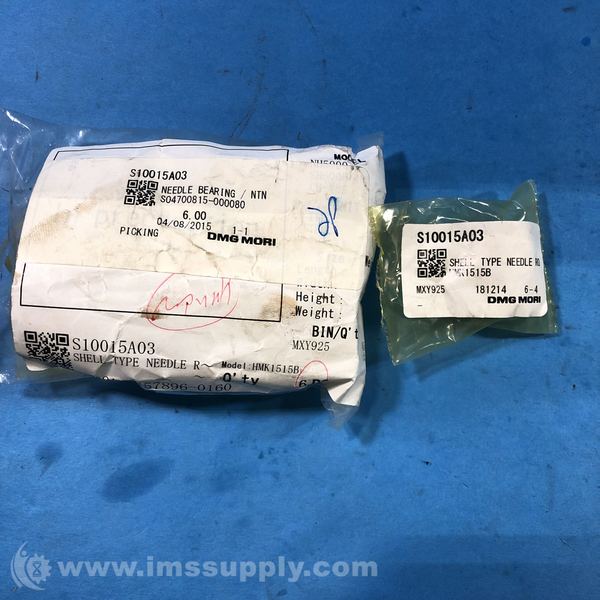 S10015A03
NEEDLE BEARING / NTN
SO4700815-000080
6.00
04/08/2015 1-1
PICKING DMG MORI
Height:
Weight:
BIN/Q't
MXY925
S10015A03
SHELL TYPE NEEDLE R～ Model:HMK1515B
Q'ty 6
57896-0160
S10015A03
SHELL TYPE NEEDLE RO
HMK1515B
MXY925 181214 6-4
DMG MORI
© www.imssupply.com